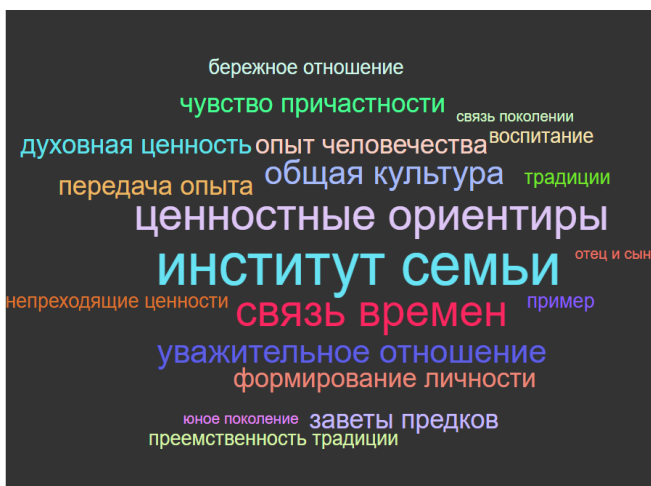 бережное отношение
чувство причастности
связь поколении
духовная ценность
опыт человечества
воспитание
передача опыта
общая культура
традиции
ценностные ориентиры
институт семьи
отец и сын
непреходящие ценности
связь времен
пример
уважительное отношение
формирование личности
юное поколение
заветы предков
преемственность традиции